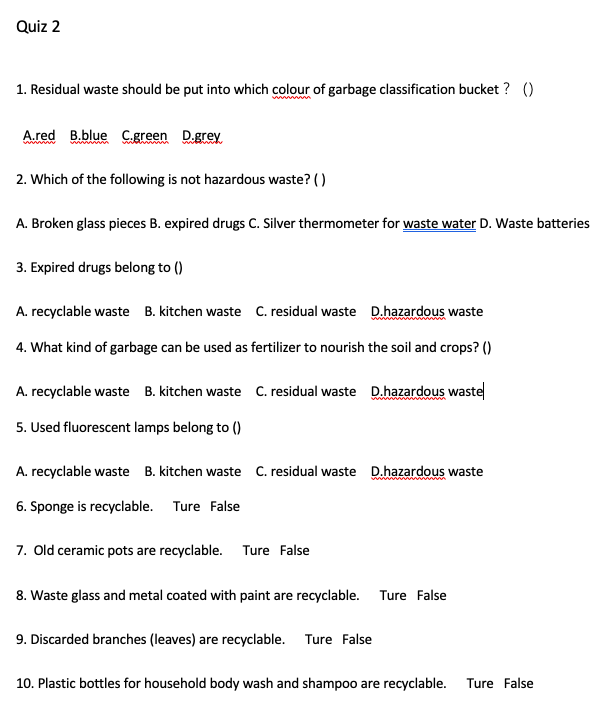 Quiz 2
1. Residual waste should be put into which colour of garbage classification bucket？ ()
A.red B.blue C.green D.grey
2. Which of the following is not hazardous waste? ( )
A. Broken glass pieces B. expired drugs C. Silver thermometer for waste water D. Waste batteries
3. Expired drugs belong to ()
A. recyclable waste B. kitchen waste C. residual waste D.hazardous waste
4. What kind of garbage can be used as fertilizer to nourish the soil and crops? ()
A. recyclable waste B. kitchen waste C. residual waste D.hazardous waste
5. Used fluorescent lamps belong to ()
A. recyclable waste B. kitchen waste C. residual waste D.hazardous waste
6. Sponge is recyclable. Ture False
7. Old ceramic pots are recyclable. Ture False
8. Waste glass and metal coated with paint are recyclable. Ture False
9. Discarded branches (leaves) are recyclable. Ture False
10. Plastic bottles for household body wash and shampoo are recyclable. Ture False